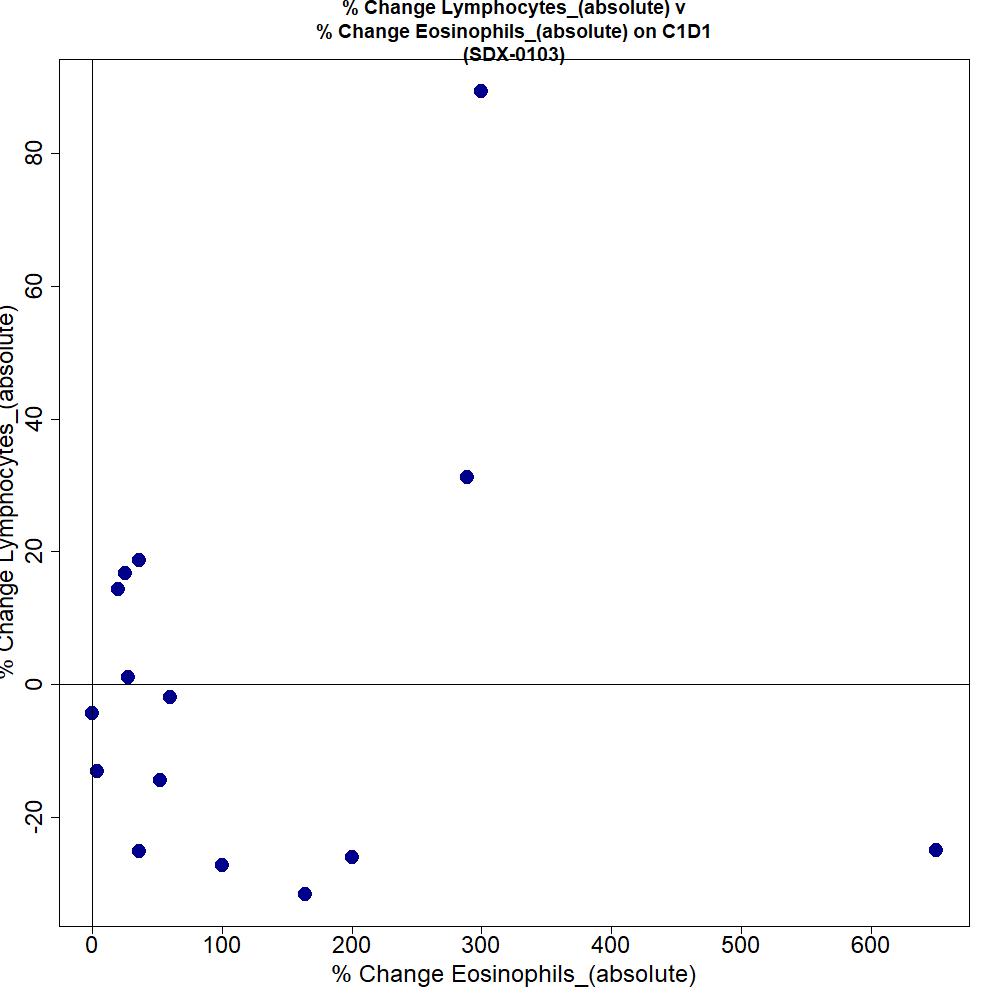 % Change Lymphocytes_(absolute) v
% Change Eosinophils_(absolute) on C1D1
(SDX-0103)
% Change Lymphocytes_(absolute)
80
60
40
20
0
-20
0 100 200 300 400 500 600
% Change Eosinophils_(absolute)